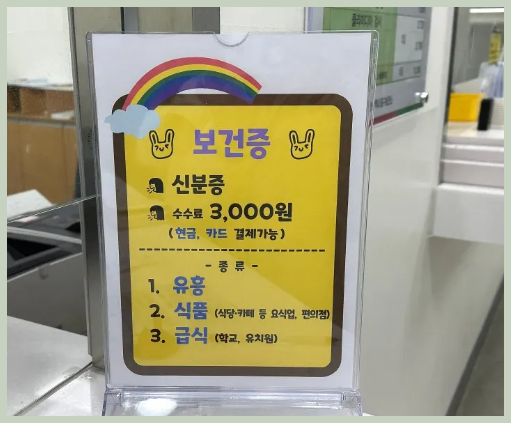 보건증
신분증
수수료 3,000원
(현금, 카드 결제가능)
- 종 류 -
1. 유흥
2. 식품 (식당·카페 등 요식업, 편의점)
3. 급식 (학교, 유치원)